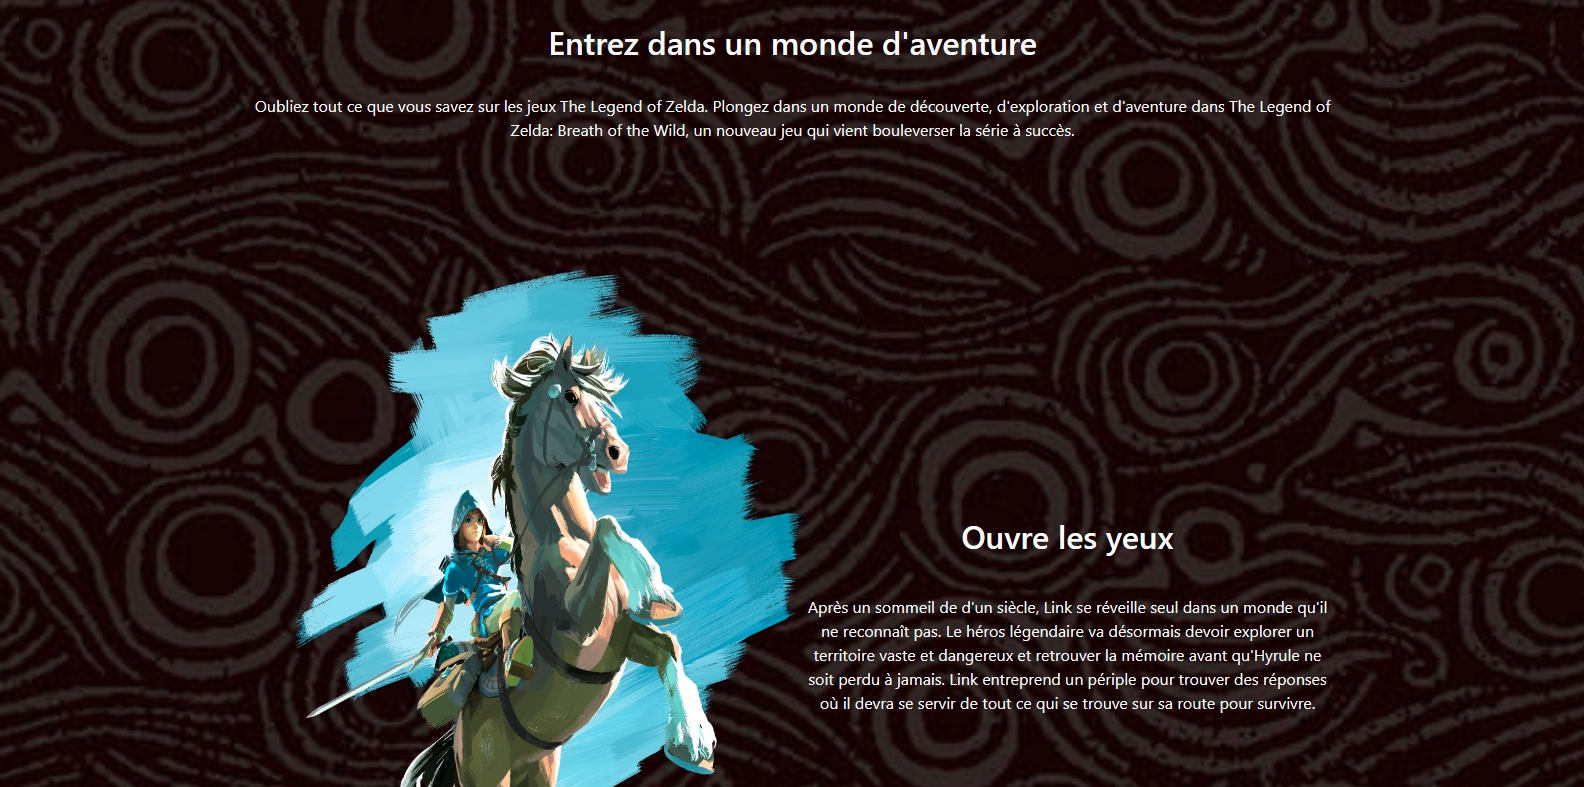 Entrez dans un monde d'aventure
Oubliez tout ce que vous savez sur les jeux The Legend of Zelda. Plongez dans un monde de découverte, d'exploration et d'aventure dans The Legend of
Zelda: Breath of the Wild, un nouveau jeu qui vient bouleverser la série à succès.
Ouvre les yeux
Après un sommeil de d'un siècle, Link se réveille seul dans un monde qu'il
ne reconnaît pas. Le héros légendaire va désormais devoir explorer un
territoire vaste et dangereux et retrouver la mémoire avant qu'Hyrule ne
soit perdu à jamais. Link entreprend un périple pour trouver des réponses
où il devra se servir de tout ce qui se trouve sur sa route pour survivre.